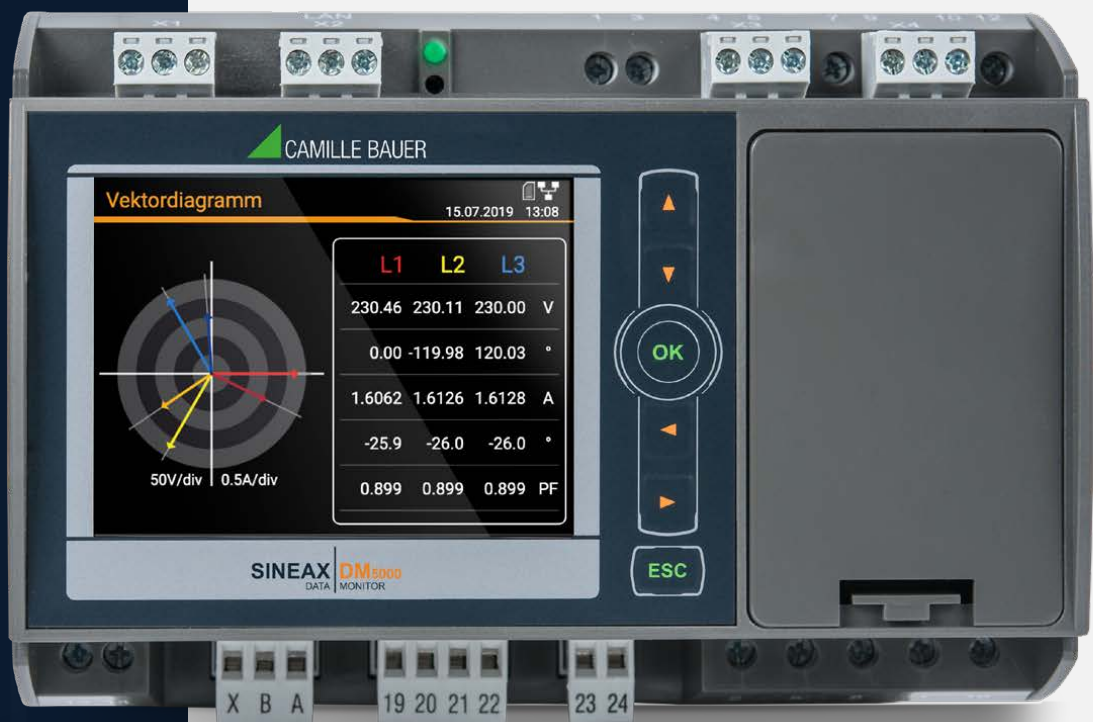 X1
LAN
X2
1 3
4 6 7 9 10 12
X3
X4
CAMILLE BAUER
Vektordiagramm
15.07.2019 13:08
L1 L2 L3
230.46 230.11 230.00 V
0.00 -119.98 120.03 °
1.6062 1.6126 1.6128 A
-25.9 -26.0 -26.0 °
0.899 0.899 0.899 PF
50V/div 0.5A/div
OK
ESC
SINEAX DM5000
DATA MONITOR
X B A
19 20 21 22
23 24